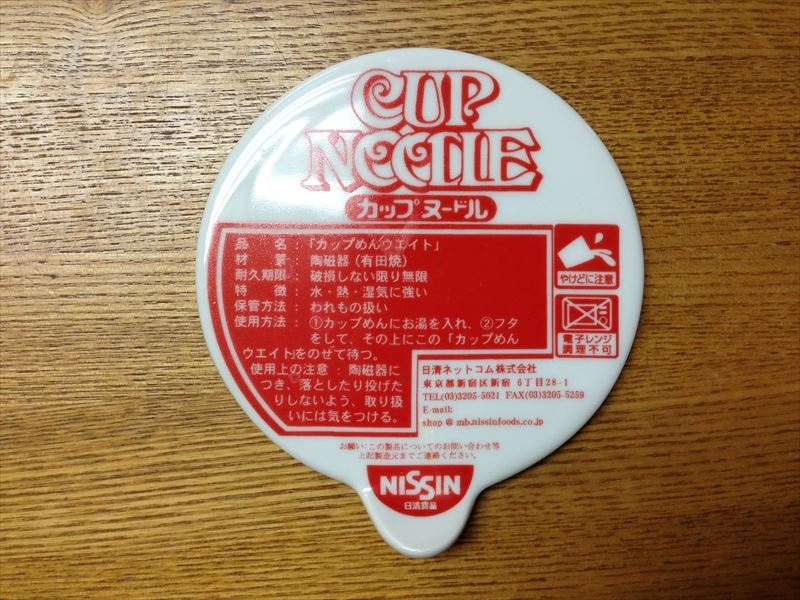 CUP
NOODLE
カップヌードル
品　名：「カップめんウエイト」
材　質：陶磁器（有田焼）
耐久期限：破損しない限り無限
特　徴：水・熱・湿気に強い
保管方法：われもの扱い
使用方法：①カップめんにお湯を入れ、②フタ
をして、その上にこの「カップめん
ウエイト」をのせて待つ。
使用上の注意：陶磁器に
つき、落としたり投げた
りしないよう、取り扱
いには気をつける。
やけどに注意
電子レンジ
調理不可
日清ネットコム株式会社
東京都新宿区新宿 6丁目28-1
TEL(03)3205-5021 FAX(03)3205-5259
E-mail:
shop @ mb.nissinfoods.co.jp
お願い:この製品についてのお問い合わせ等
上記製造元までご連絡ください。
NISSIN
日清食品